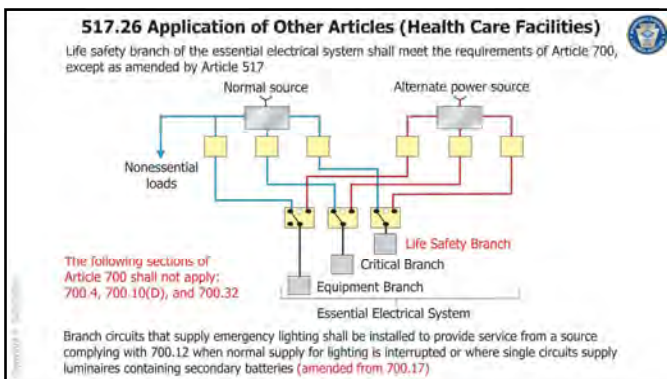 517.26 Application of Other Articles (Health Care Facilities)
Life safety branch of the essential electrical system shall meet the requirements of Article 700,
except as amended by Article 517
Normal source
Alternate power source
Nonessential
loads
Life Safety Branch
The following sections of
Article 700 shall not apply:
700.4, 700.10(D), and 700.32
Critical Branch
Equipment Branch
Essential Electrical System
Branch circuits that supply emergency lighting shall be installed to provide service from a source
complying with 700.12 when normal supply for lighting is interrupted or where single circuits supply
luminaires containing secondary batteries (amended from 700.17)